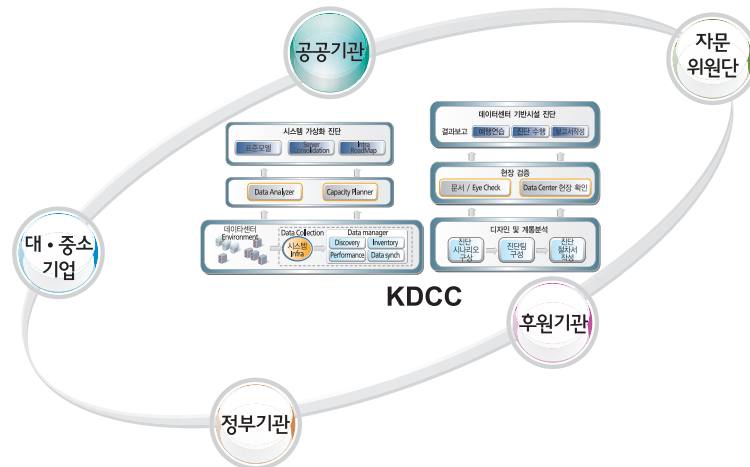 공공기관
자문
위원단
시스템 가상화 진단
표준모델
Server
Consolidation
Infra
RoadMap
Data Analyzer
Capacity Planner
데이타센터
Environment
Data Collection
시스템
Infra
Data manager
Discovery
Inventory
Performance
Data synch
데이터센터 기반시설 진단
결과보고
예행연습
진단 수행
보고서작성
현장 검증
문서 / Eye Check
Data Center 현장 확인
디자인 및 계통분석
진단
시나리오
구상
진단팀
구성
진단
절차서
작성
대·중소
기업
KDCC
후원기관
정부기관